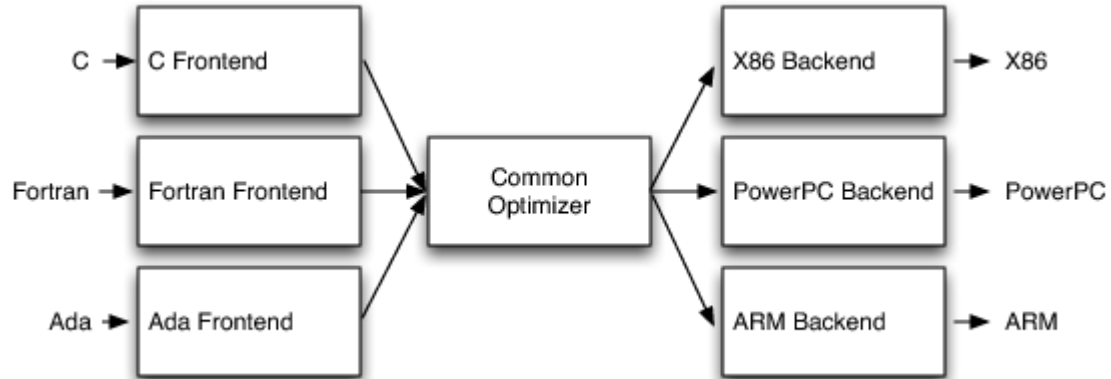 C
C Frontend
X86 Backend
X86
Fortran
Fortran Frontend
Common
Optimizer
PowerPC Backend
PowerPC
Ada
Ada Frontend
ARM Backend
ARM